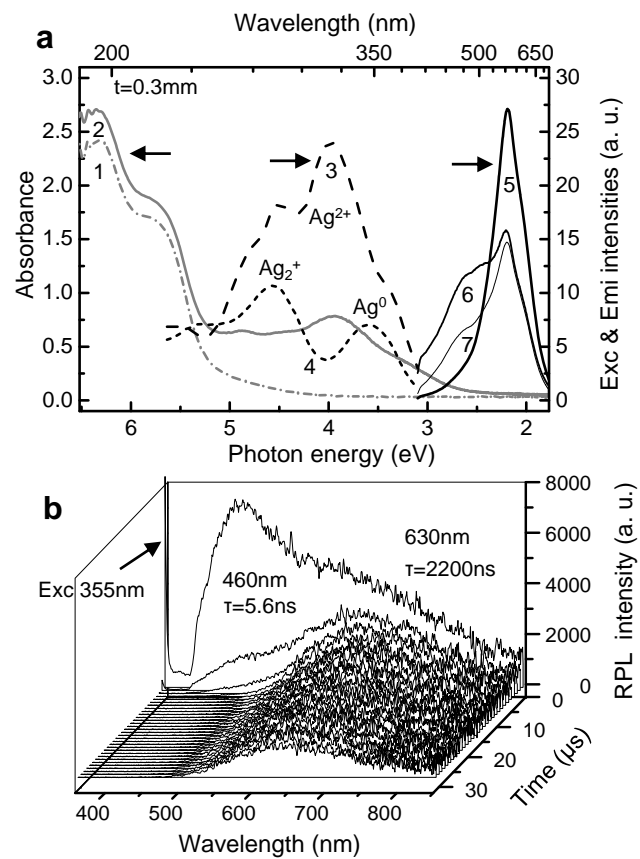 Wavelength (nm)
a
200 350 500 650
t=0.3mm
3.0 30
2.5 25
2.0 20
1.5 15
1.0 10
0.5 5
0.0 0
Absorbance
Exc & Emi intensities (a. u.)
2
1
3
5
Ag2+
Ag2+
Ag0
6
4
7
6 5 4 3 2
Photon energy (eV)
b
8000
6000
4000
2000
0
RPL intensity (a. u.)
Exc 355nm
460nm
τ=5.6ns
630nm
τ=2200ns
0
10
20
30
Time (µs)
400 500 600 700 800
Wavelength (nm)